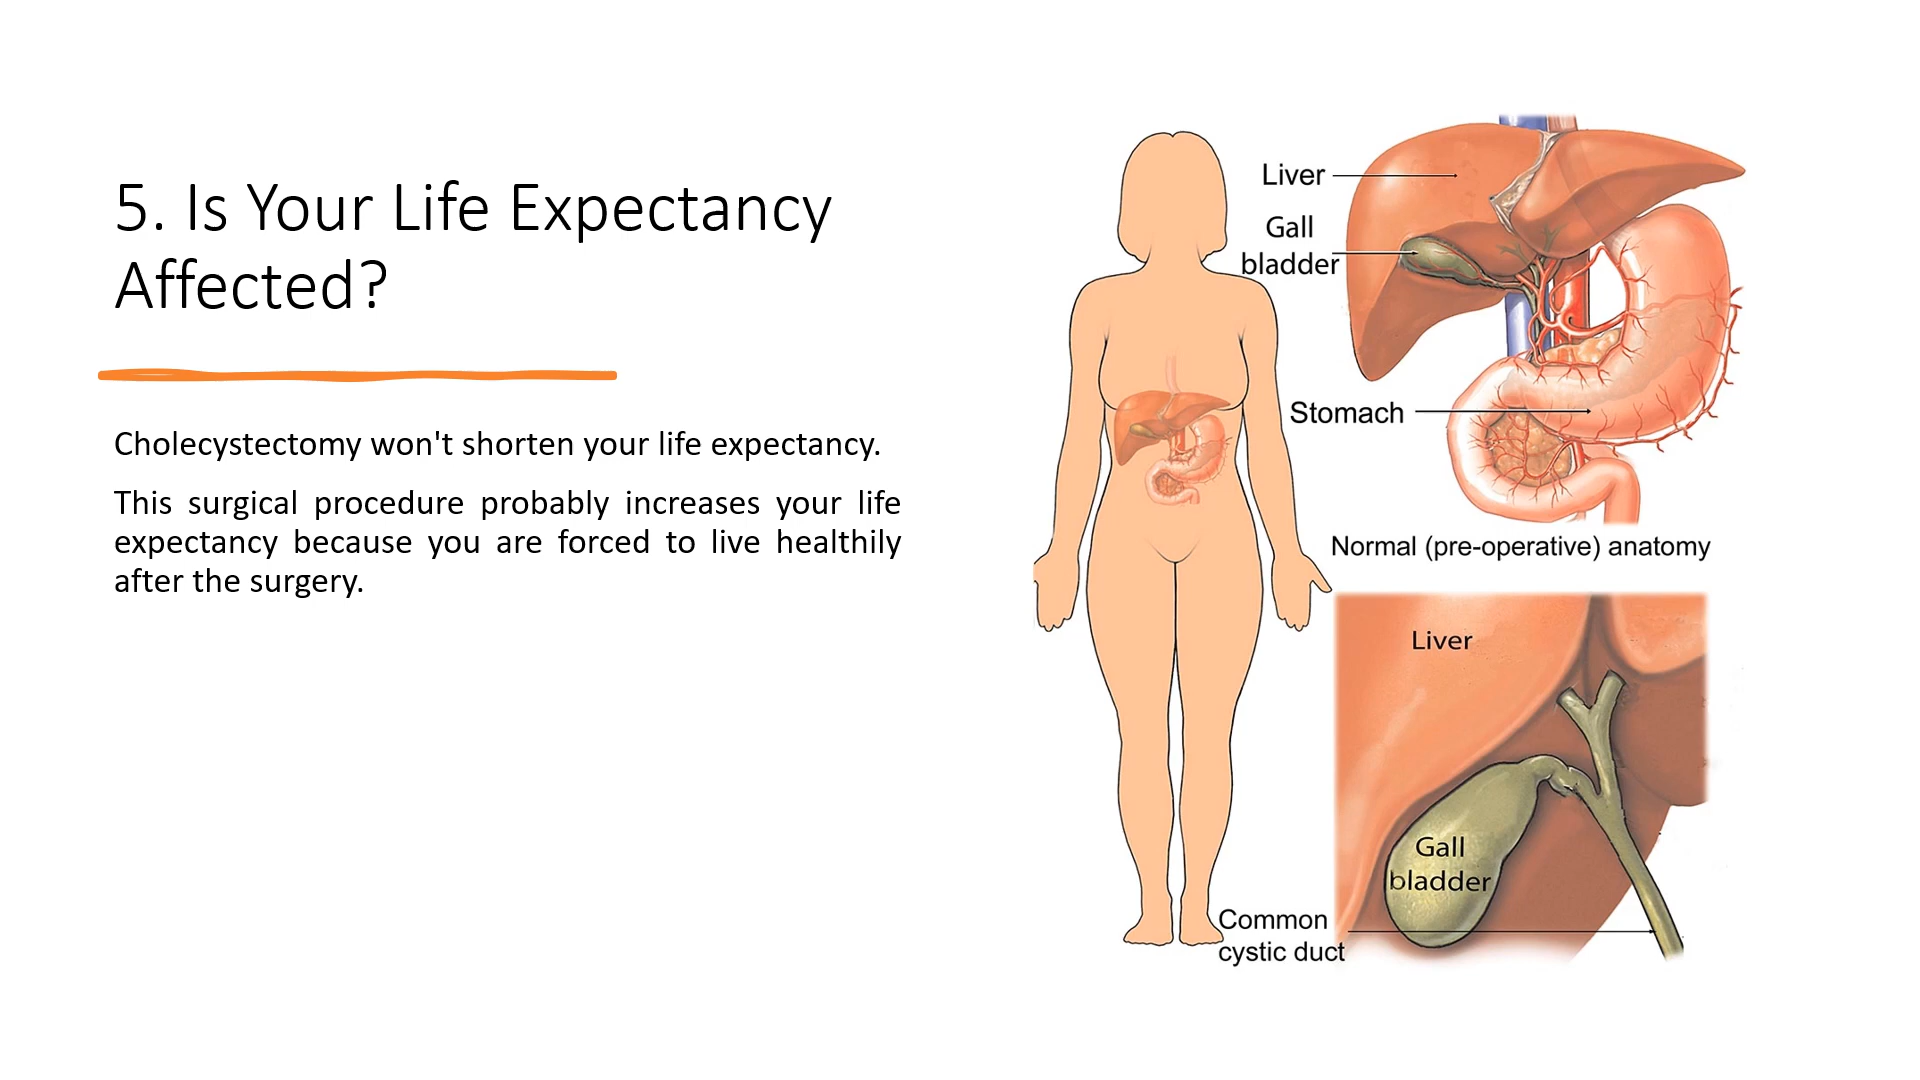 5. Is Your Life Expectancy
Affected?
Cholecystectomy won't shorten your life expectancy.
This surgical procedure probably increases your life
expectancy because you are forced to live healthily
after the surgery.
Liver
Gall
bladder
Stomach
Normal (pre-operative) anatomy
Liver
Gall
bladder
Common
cystic duct